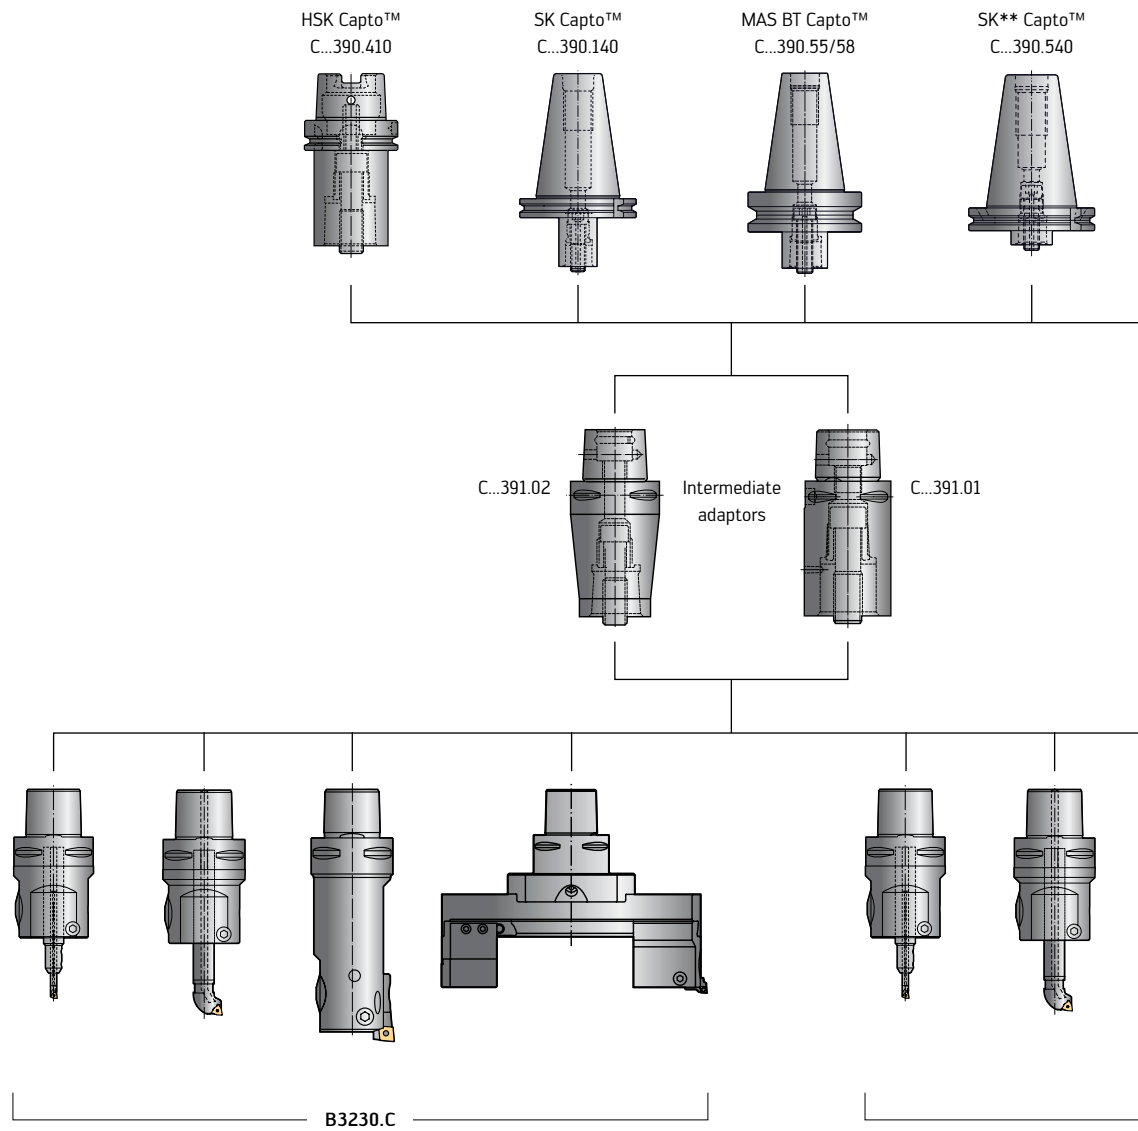 HSK Capto™
C...390.410
SK Capto™
C...390.140
MAS BT Capto™
C...390.55/58
SK** Capto™
C...390.540
C...391.02
Intermediate
adaptors
C...391.01
B3230.C